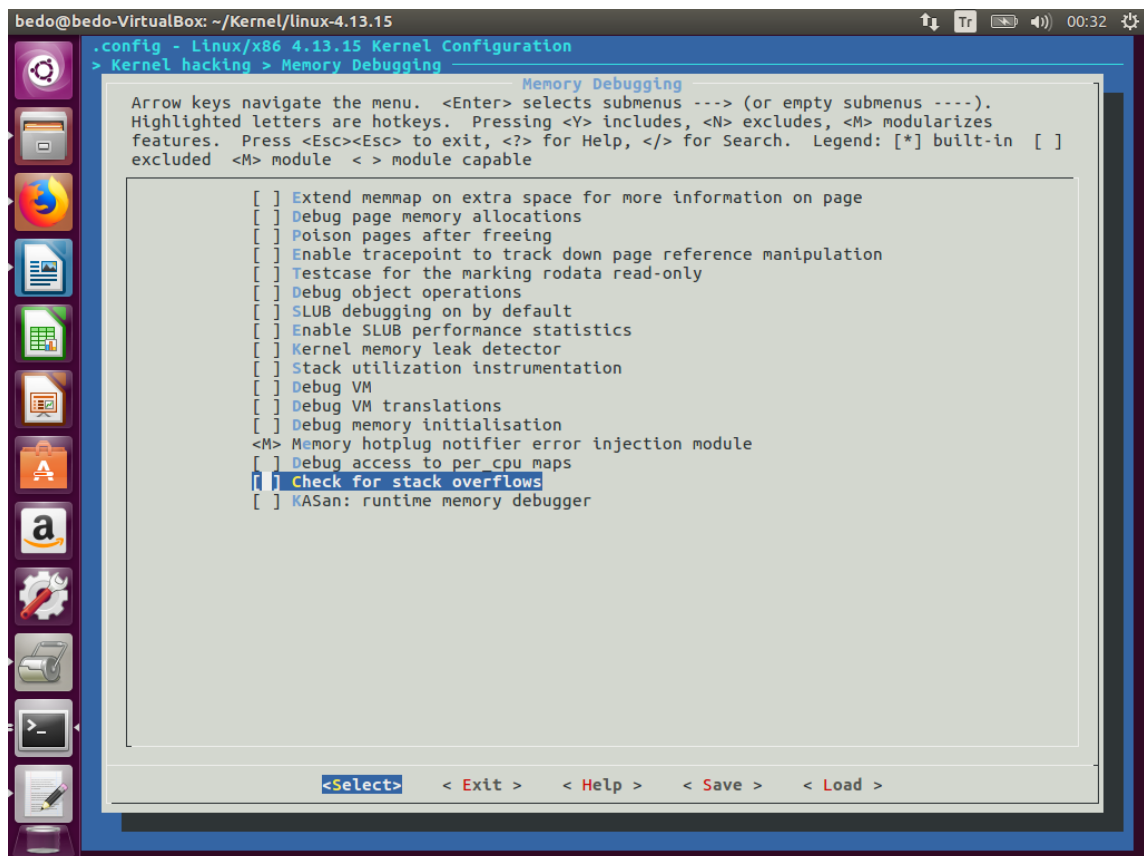 bedo@bedo-VirtualBox: ~/Kernel/linux-4.13.15
Tr
00:32
.config - Linux/x86 4.13.15 Kernel Configuration
> Kernel hacking > Memory Debugging
Memory Debugging
Arrow keys navigate the menu. <Enter> selects submenus ---> (or empty submenus ----).
Highlighted letters are hotkeys. Pressing <Y> includes, <N> excludes, <M> modularizes
features. Press <Esc><Esc> to exit, <?> for Help, </> for Search. Legend: [*] built-in [ ]
excluded <M> module < > module capable
[ ] Extend memmap on extra space for more information on page
[ ] Debug page memory allocations
[ ] Poison pages after freeing
[ ] Enable tracepoint to track down page reference manipulation
[ ] Testcase for the marking rodata read-only
[ ] Debug object operations
[ ] SLUB debugging on by default
[ ] Enable SLUB performance statistics
[ ] Kernel memory leak detector
[ ] Stack utilization instrumentation
[ ] Debug VM
[ ] Debug VM translations
[ ] Debug memory initialisation
<M> Memory hotplug notifier error injection module
[ ] Debug access to per_cpu maps
[ ] Check for stack overflows
[ ] KASan: runtime memory debugger
<Select> < Exit > < Help > < Save > < Load >